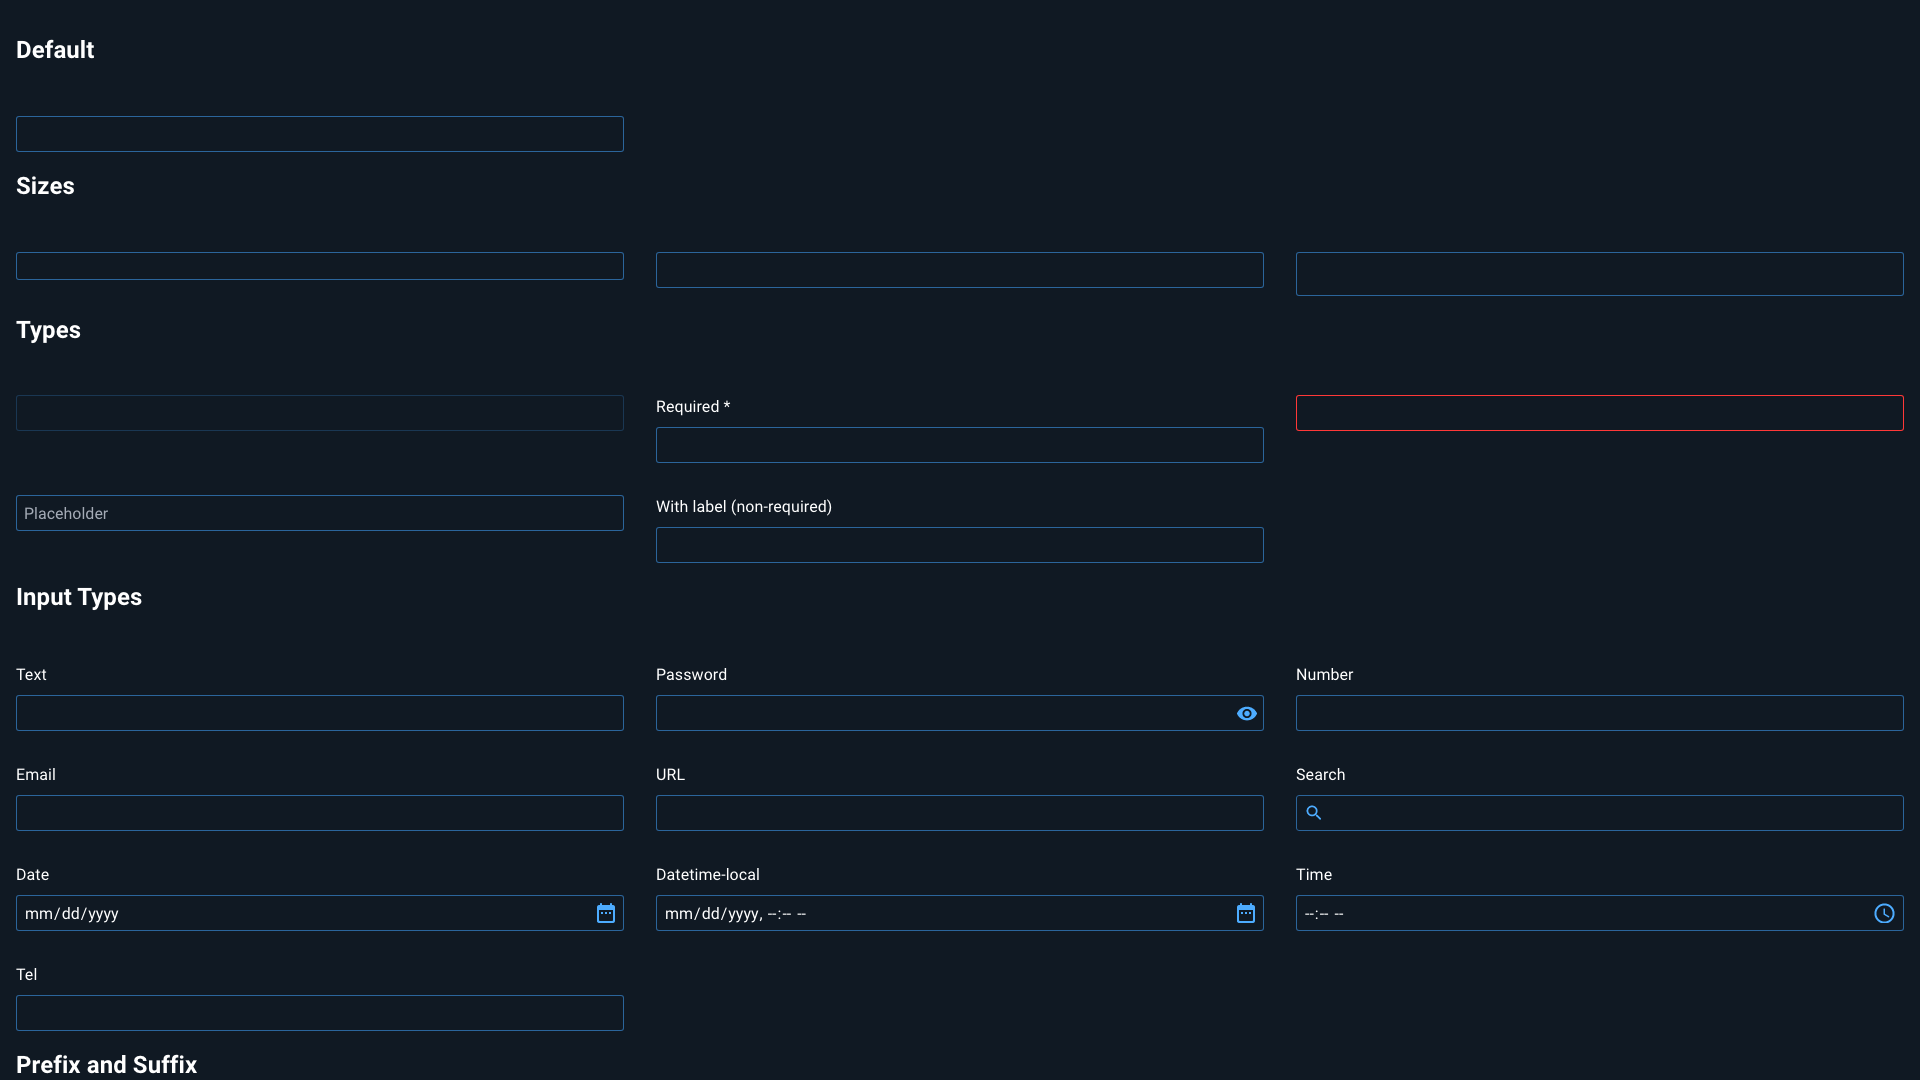 Default
Sizes
Types
Required *
Placeholder
With label (non-required)
Input Types
Text
Password
Number
Email
URL
Search
Date
Datetime-local
Time
mm/dd/yyyy
mm/dd/yyyy, --:-- --
--:-- --
Tel
Prefix and Suffix